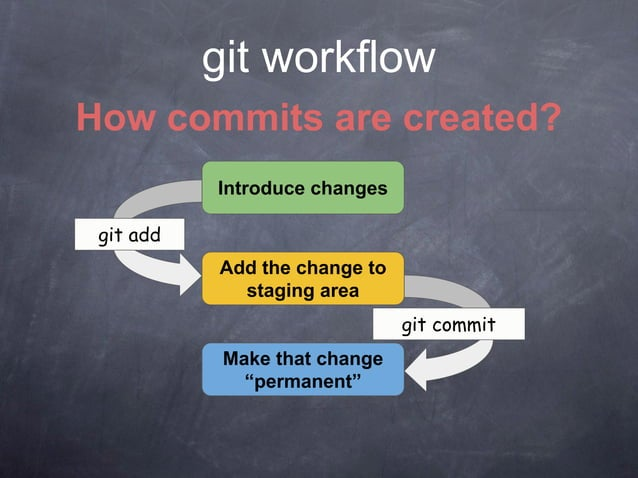 git workflow
How commits are created?
Introduce changes
git add
Add the change to
staging area
git commit
Make that change
“permanent”